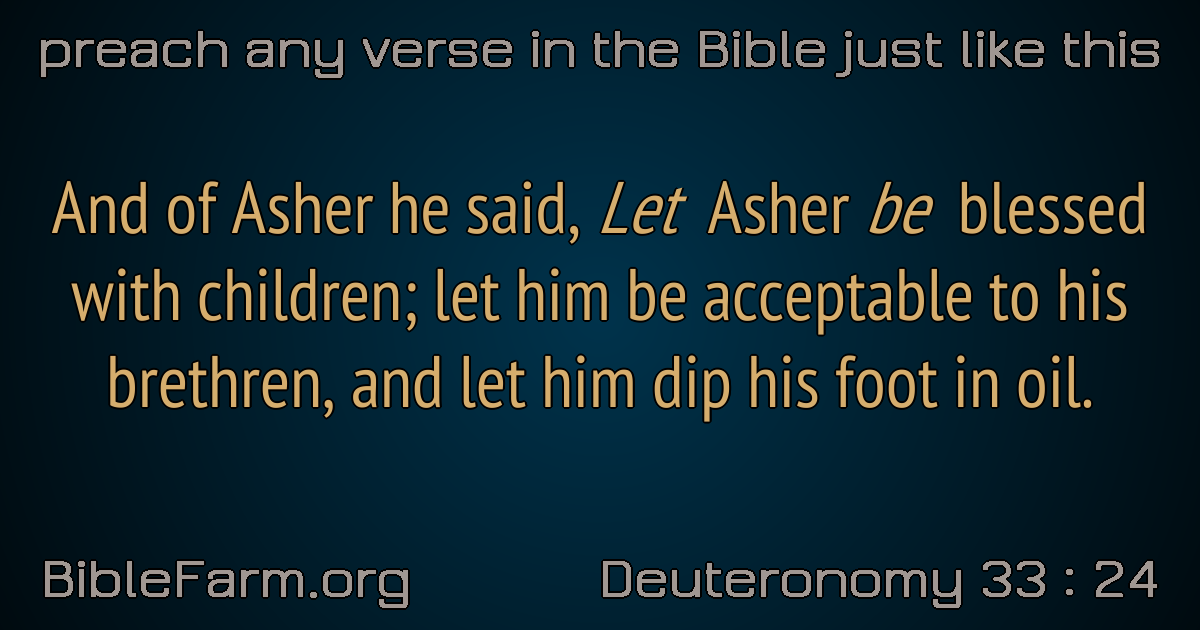 preach any verse in the Bible just like this
And of Asher he said, Let Asher be blessed
with children; let him be acceptable to his
brethren, and let him dip his foot in oil.
BibleFarm.org
Deuteronomy 33 : 24